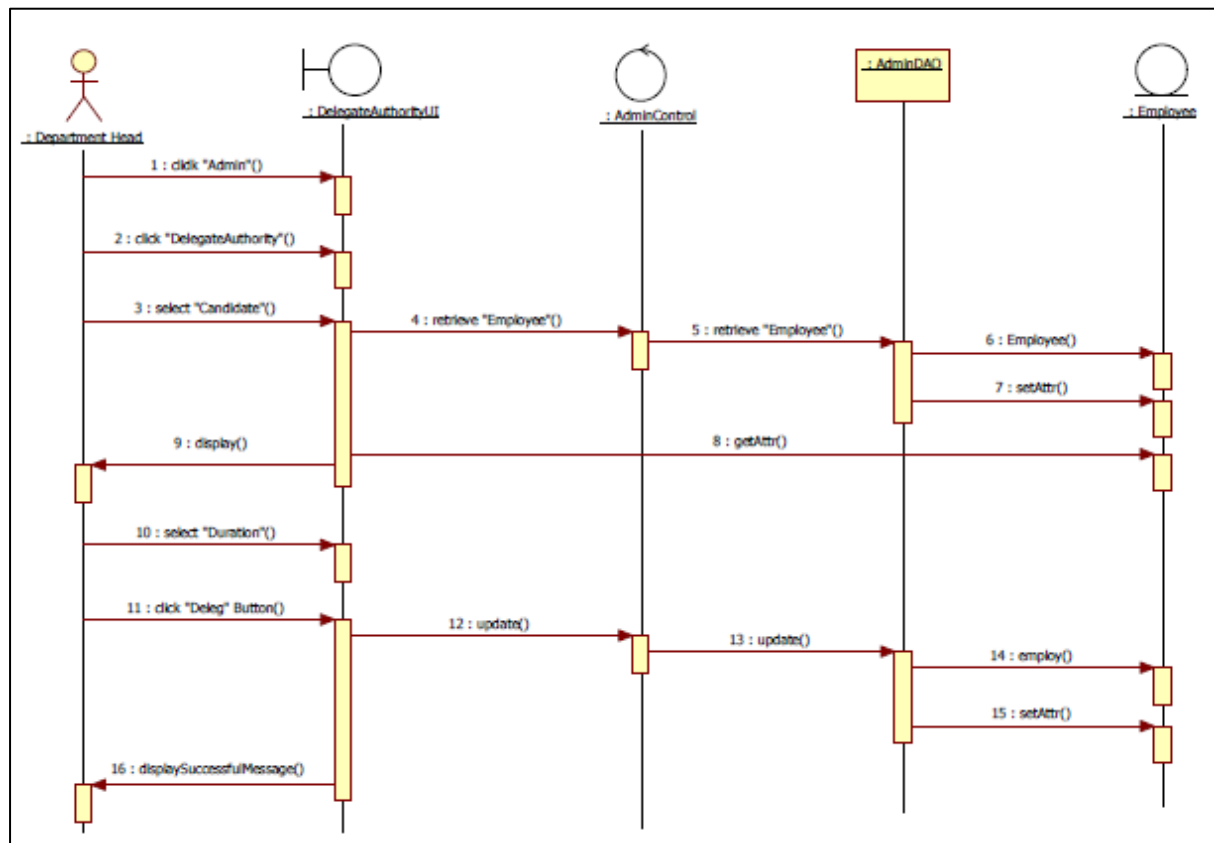 : Department Head
: DelegateAuthorityUI
: AdminControl
: AdminDAO
: Employee
1 : clidk "Admin"()
2 : click "DelegateAuthority"()
3 : select "Candidate"()
4 : retrieve "Employee"()
5 : retrieve "Employee"()
6 : Employee()
7 : setAttr()
8 : getAttr()
9 : display()
10 : select "Duration"()
11 : click "Deleg" Button()
12 : update()
13 : update()
14 : employ()
15 : setAttr()
16 : displaySuccessfulMessage()